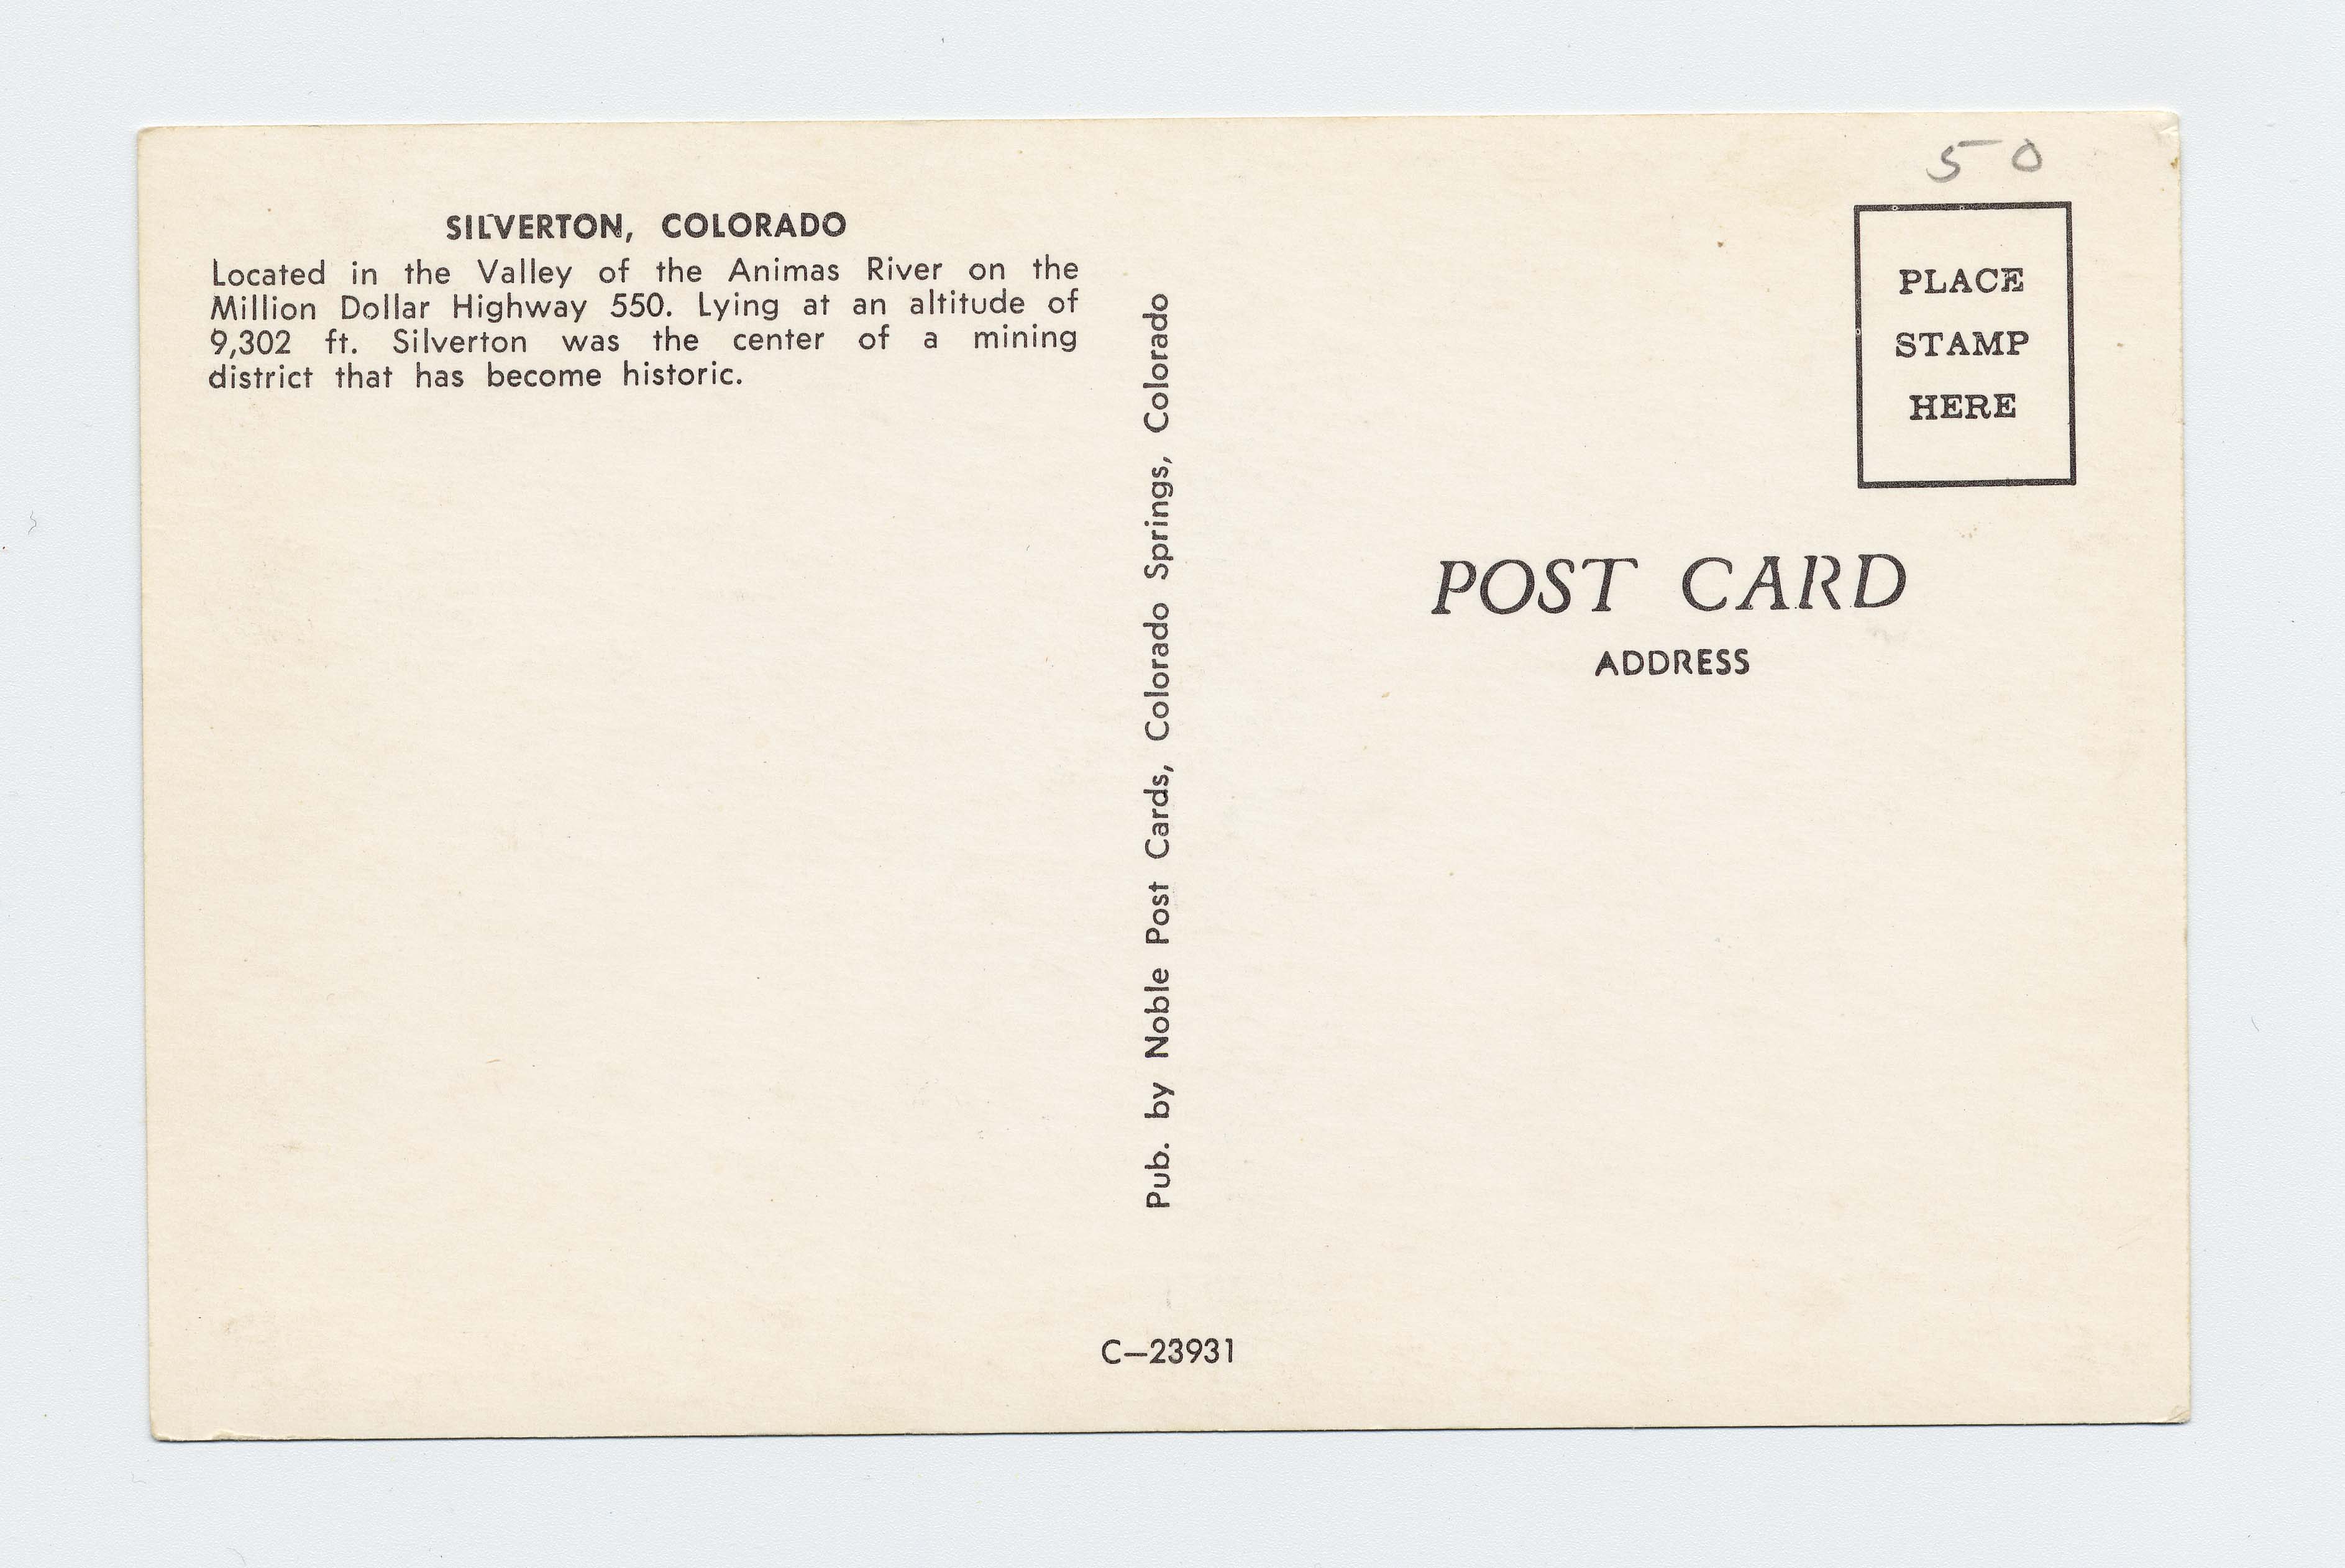 SILVERTON, COLORADO
Located in the Valley of the Animas River on the
Million Dollar Highway 550. Lying at an altitude of
9,302 ft. Silverton was the center of a mining
district that has become historic.
Pub. by Noble Post Cards, Colorado Springs, Colorado
C—23931
50
PLACE
STAMP
HERE
POST CARD
ADDRESS